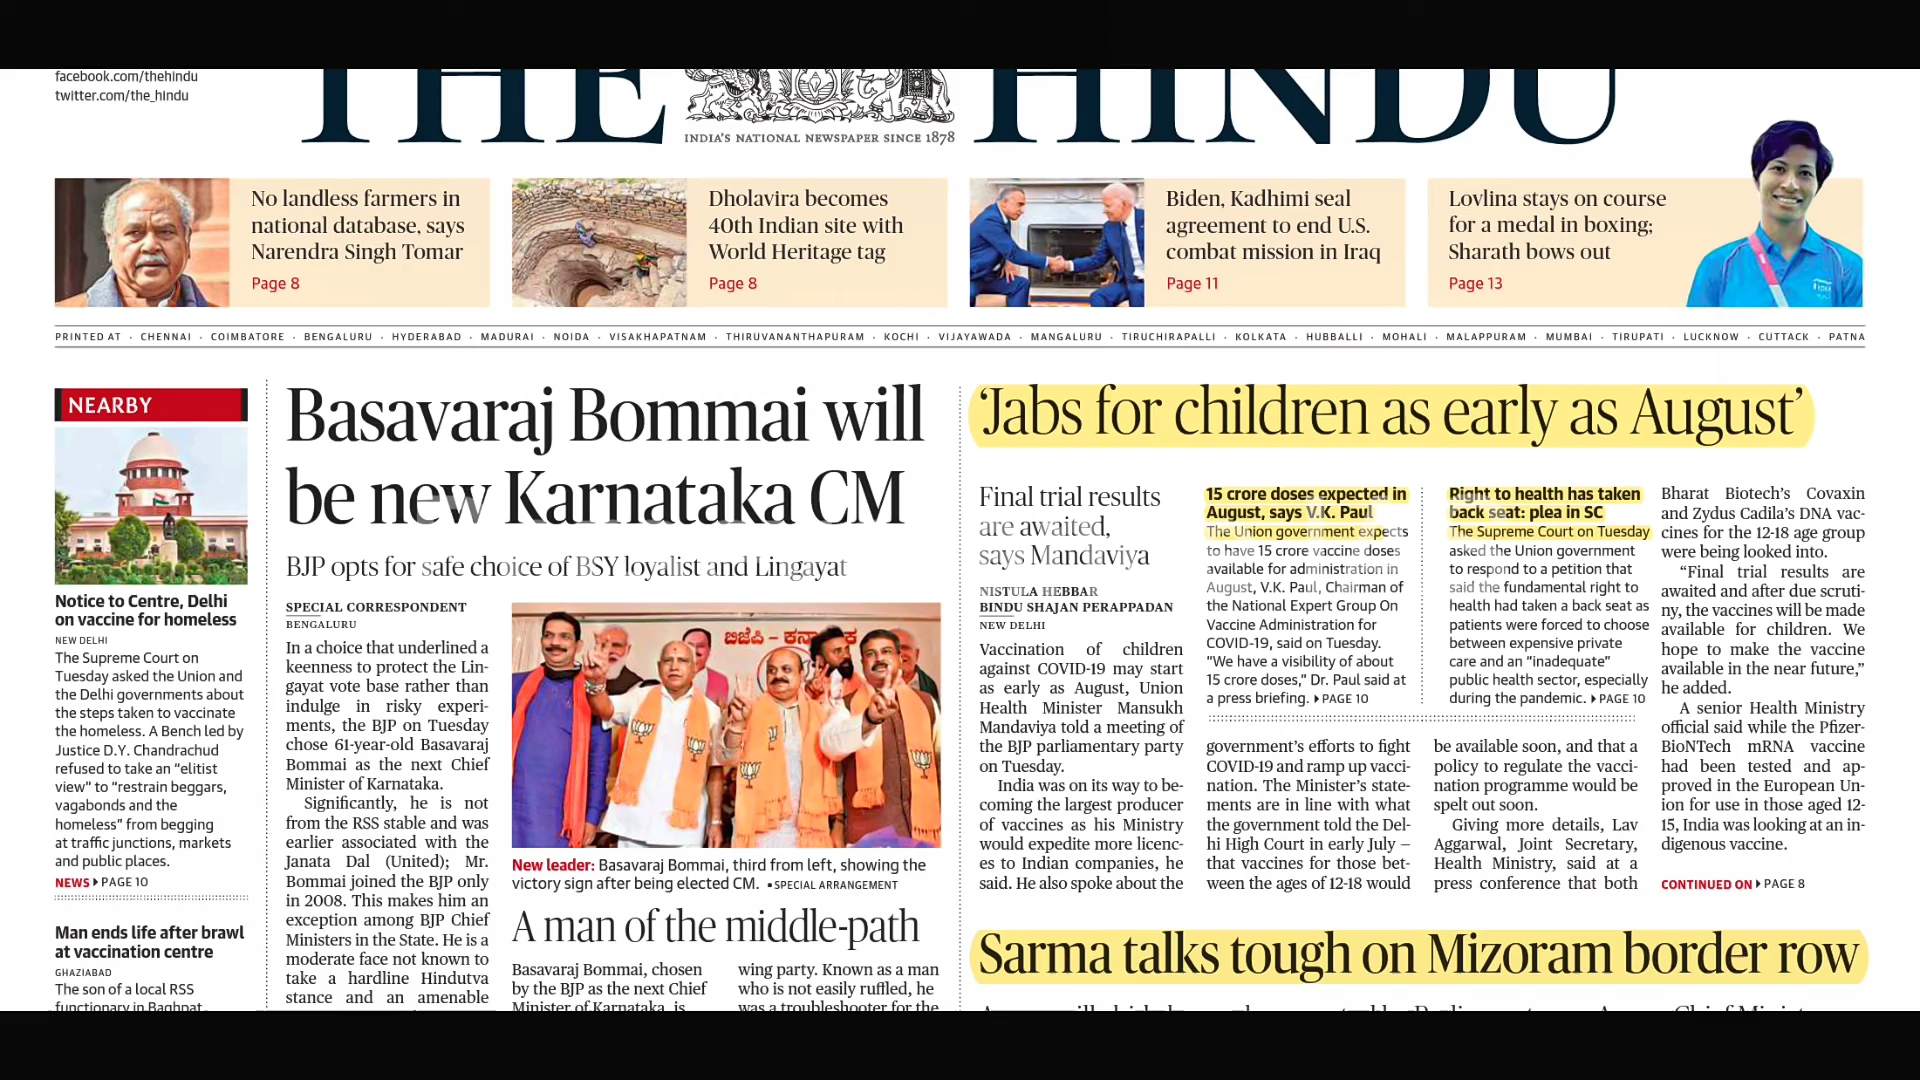 facebook.com/thehindu
twitter.com/the_hindu
THE HINDU
INDIA'S NATIONAL NEWSPAPER SINCE 1878
No landless farmers in
national database, says
Narendra Singh Tomar
Page 8
Dholavira becomes
40th Indian site with
World Heritage tag
Page 8
Biden, Kadhimi seal
agreement to end U.S.
combat mission in Iraq
Page 11
Lovlina stays on course
for a medal in boxing;
Sharath bows out
Page 13
PRINTED AT · CHENNAI · COIMBATORE · BENGALURU · HYDERABAD · MADURAI · NOIDA · VISAKHAPATNAM · THIRUVANANTHAPURAM · KOCHI · VIJAYAWADA · MANGALURU · TIRUCHIRAPALLI · KOLKATA · HUBBALLI · MOHALI · MALAPPURAM · MUMBAI · TIRUPATI · LUCKNOW · CUTTACK · PATNA
NEARBY
Notice to Centre, Delhi
on vaccine for homeless
NEW DELHI
The Supreme Court on
Tuesday asked the Union and
the Delhi governments about
the steps taken to vaccinate
the homeless. A Bench led by
Justice D.Y. Chandrachud
refused to take an “elitist
view” to “restrain beggars,
vagabonds and the
homeless” from begging
at traffic junctions, markets
and public places.
NEWS ▸ PAGE 10
Man ends life after brawl
at vaccination centre
GHAZIABAD
The son of a local RSS
functionary in Baghpat
Basavaraj Bommai will
be new Karnataka CM
BJP opts for safe choice of BSY loyalist and Lingayat
SPECIAL CORRESPONDENT
BENGALURU
In a choice that underlined a
keenness to protect the Lin-
gayat vote base rather than
indulge in risky experi-
ments, the BJP on Tuesday
chose 61-year-old Basavaraj
Bommai as the next Chief
Minister of Karnataka.
Significantly, he is not
from the RSS stable and was
earlier associated with the
Janata Dal (United); Mr.
Bommai joined the BJP only
in 2008. This makes him an
exception among BJP Chief
Ministers in the State. He is a
moderate face not known to
take a hardline Hindutva
stance and an amenable
ಬಿಜೆಪಿ - ಕರ್ನಾಟಕ
New leader: Basavaraj Bommai, third from left, showing the
victory sign after being elected CM. ▪SPECIAL ARRANGEMENT
A man of the middle-path
Basavaraj Bommai, chosen
by the BJP as the next Chief
Minister of Karnataka, is
wing party. Known as a man
who is not easily ruffled, he
was a troubleshooter for the
‘Jabs for children as early as August’
Final trial results
are awaited,
says Mandaviya
NISTULA HEBBAR
BINDU SHAJAN PERAPPADAN
NEW DELHI
Vaccination of children
against COVID-19 may start
as early as August, Union
Health Minister Mansukh
Mandaviya told a meeting of
the BJP parliamentary party
on Tuesday.
India was on its way to be-
coming the largest producer
of vaccines as his Ministry
would expedite more licenc-
es to Indian companies, he
said. He also spoke about the
15 crore doses expected in
August, says V.K. Paul
The Union government expects
to have 15 crore vaccine doses
available for administration in
August, V.K. Paul, Chairman of
the National Expert Group On
Vaccine Administration for
COVID-19, said on Tuesday.
“We have a visibility of about
15 crore doses,” Dr. Paul said at
a press briefing. ▸ PAGE 10
Right to health has taken
back seat: plea in SC
The Supreme Court on Tuesday
asked the Union government
to respond to a petition that
said the fundamental right to
health had taken a back seat as
patients were forced to choose
between expensive private
care and an “inadequate”
public health sector, especially
during the pandemic. ▸ PAGE 10
government’s efforts to fight
COVID-19 and ramp up vacci-
nation. The Minister’s state-
ments are in line with what
the government told the Del-
hi High Court in early July –
that vaccines for those bet-
ween the ages of 12-18 would
be available soon, and that a
policy to regulate the vacci-
nation programme would be
spelt out soon.
Giving more details, Lav
Aggarwal, Joint Secretary,
Health Ministry, said at a
press conference that both
Bharat Biotech’s Covaxin
and Zydus Cadila’s DNA vac-
cines for the 12-18 age group
were being looked into.
“Final trial results are
awaited and after due scruti-
ny, the vaccines will be made
available for children. We
hope to make the vaccine
available in the near future,”
he added.
A senior Health Ministry
official said while the Pfizer-
BioNTech mRNA vaccine
had been tested and ap-
proved in the European Un-
ion for use in those aged 12-
15, India was looking at an in-
digenous vaccine.
CONTINUED ON ▸ PAGE 8
Sarma talks tough on Mizoram border row